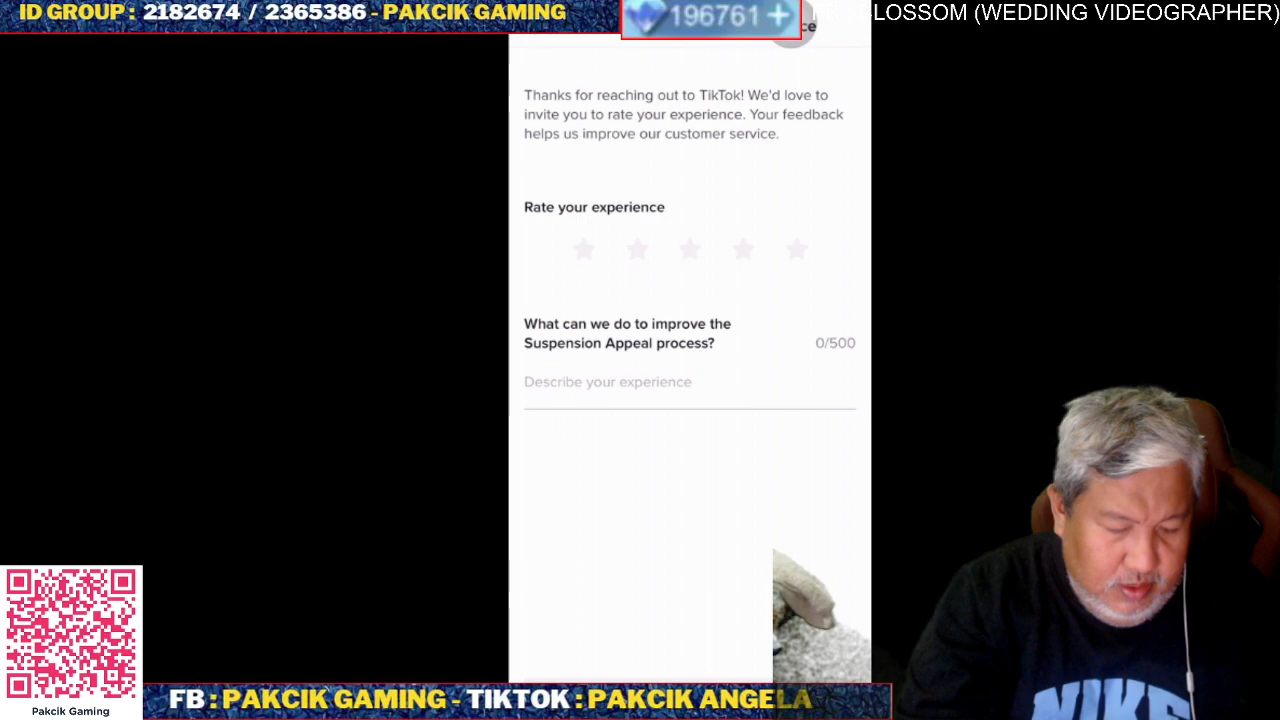 ID GROUP : 2182674 / 2365386 - PAKCIK GAMING
196761 +
BLOSSOM (WEDDING VIDEOGRAPHER)
Thanks for reaching out to TikTok! We'd love to
invite you to rate your experience. Your feedback
helps us improve our customer service.
Rate your experience
What can we do to improve the
Suspension Appeal process?
0/500
Describe your experience
NIKE
Pakcik Gaming
FB : PAKCIK GAMING - TIKTOK : PAKCIK ANGELA